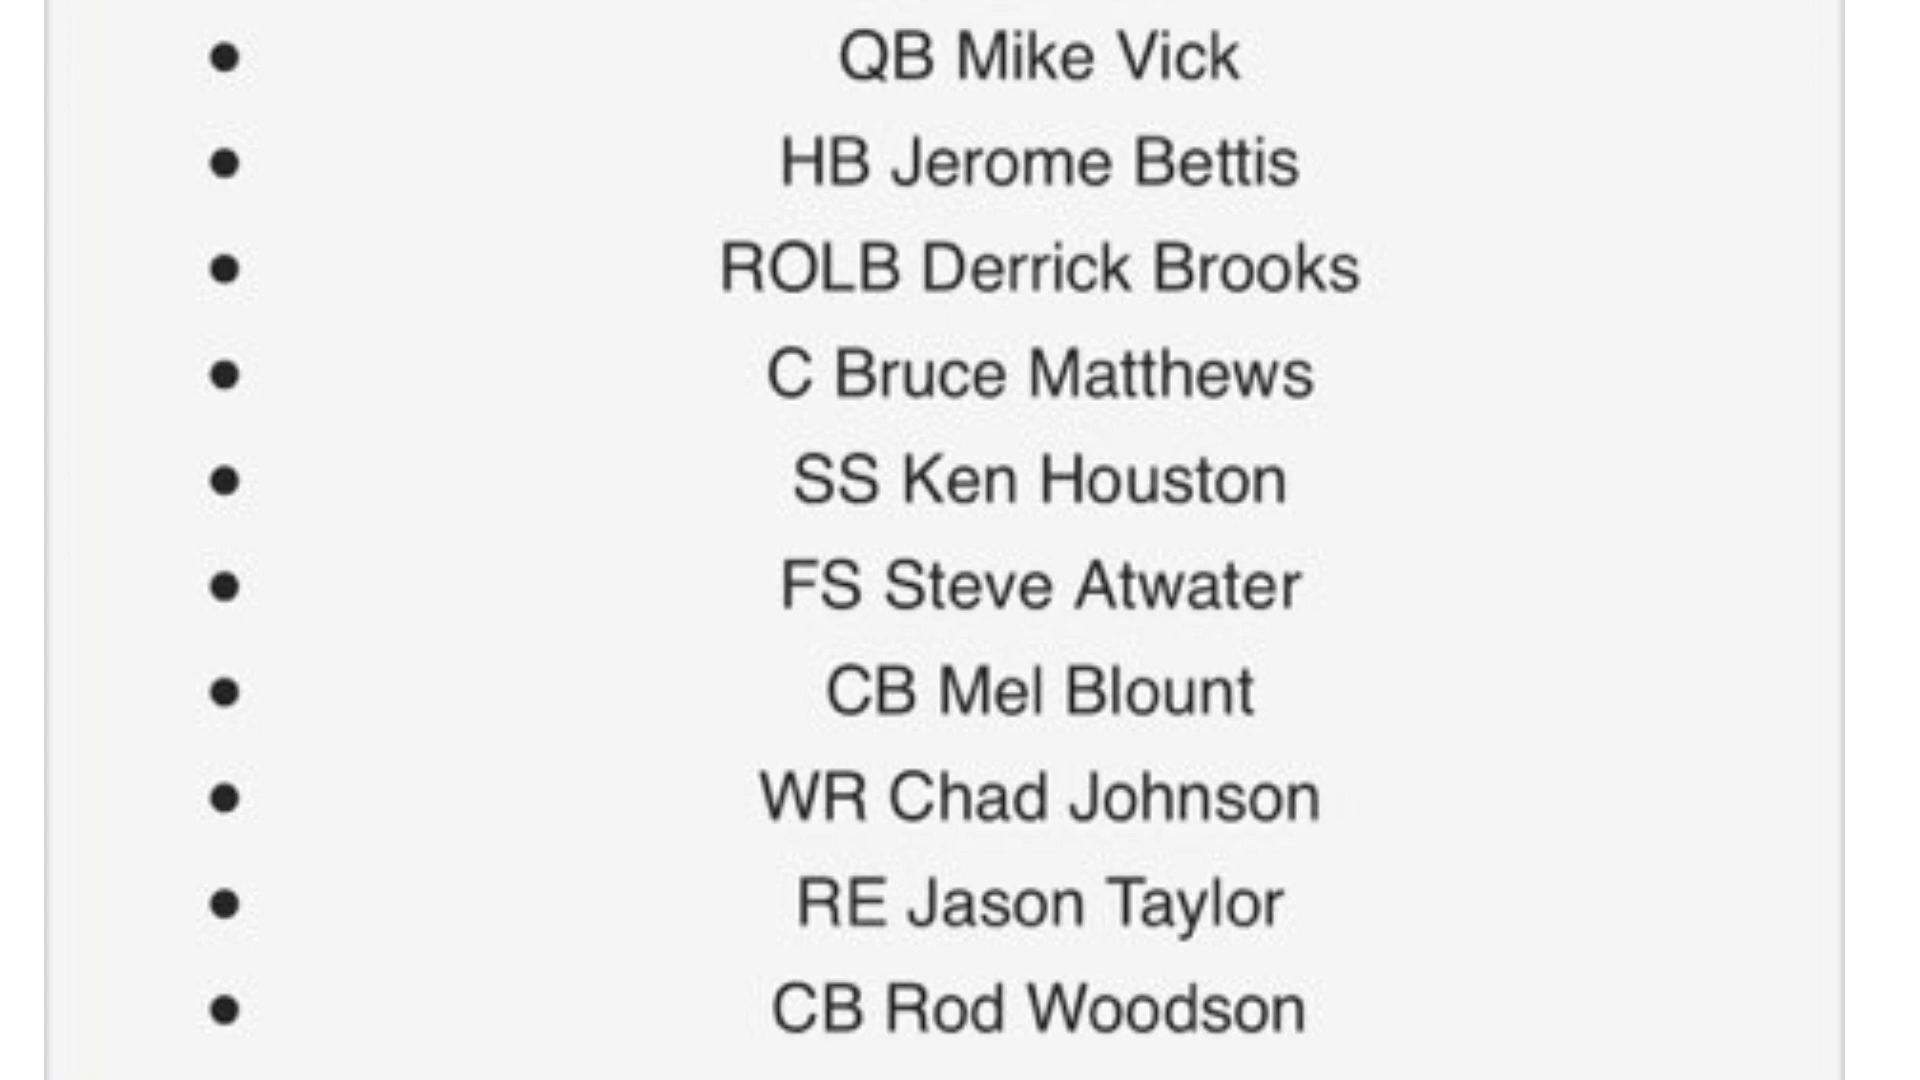 • QB Mike Vick
• HB Jerome Bettis
• ROLB Derrick Brooks
• C Bruce Matthews
• SS Ken Houston
• FS Steve Atwater
• CB Mel Blount
• WR Chad Johnson
• RE Jason Taylor
• CB Rod Woodson